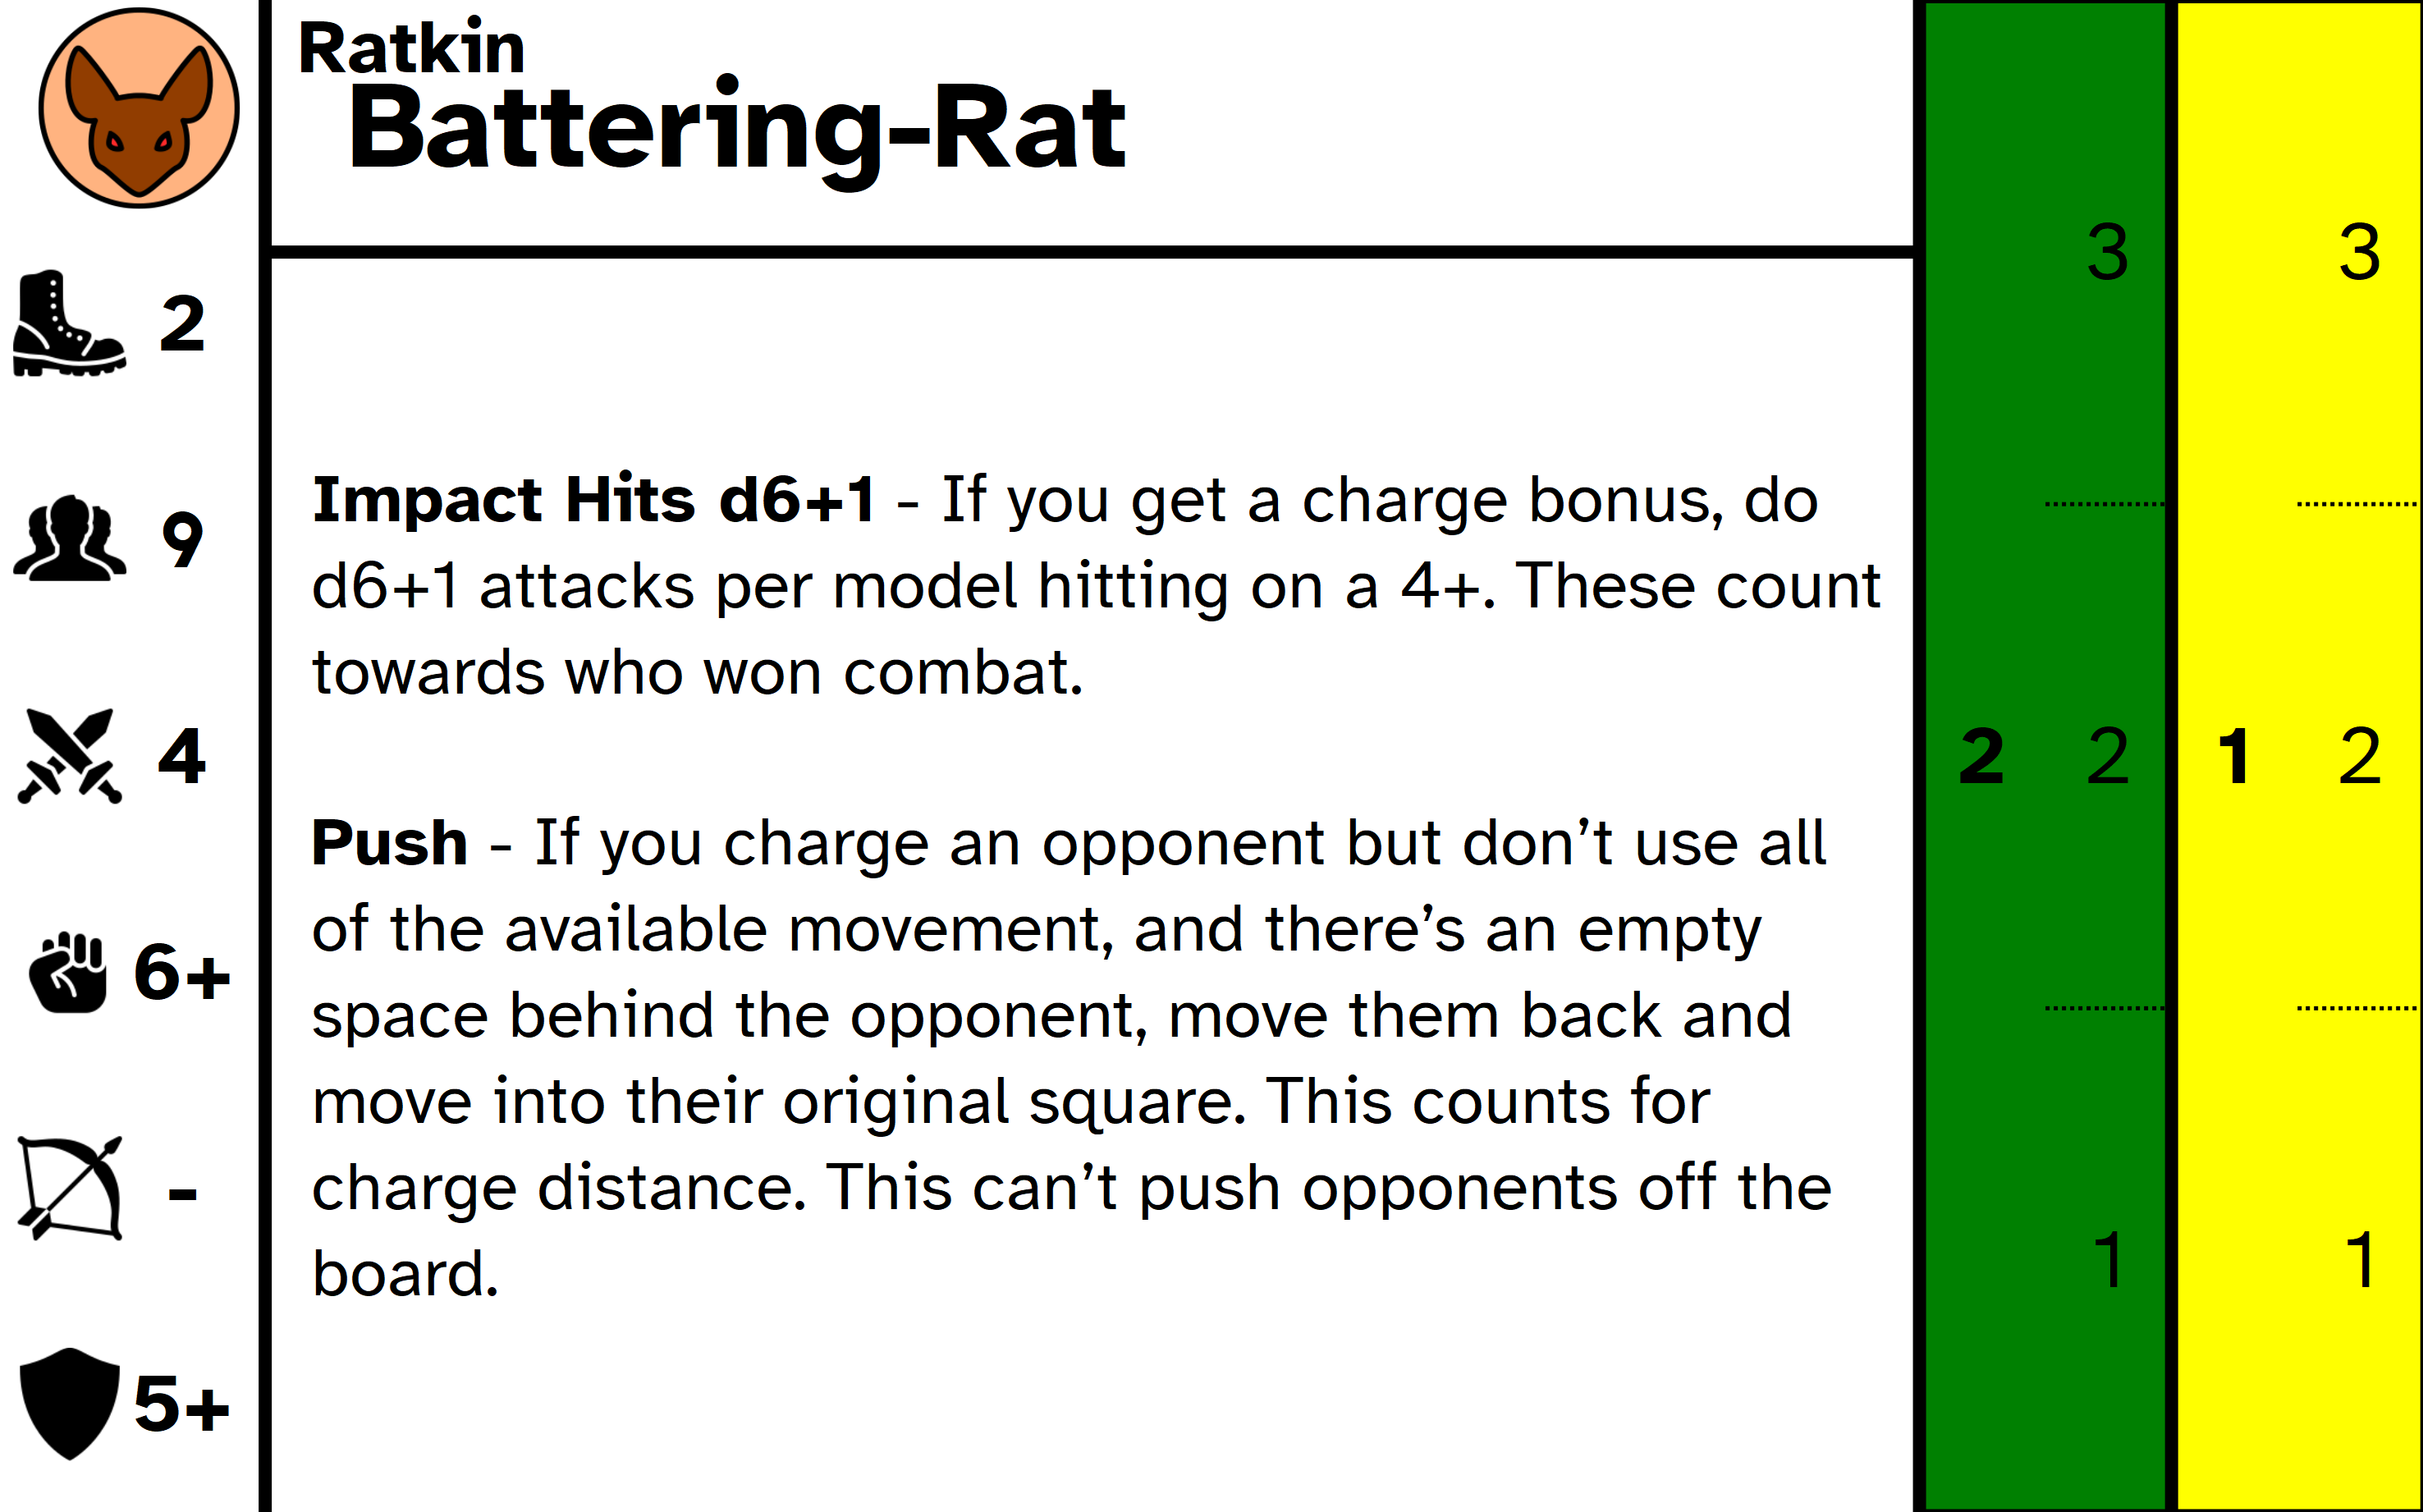 Ratkin
Battering-Rat
2
9
4
6+
-
5+
Impact Hits d6+1 - If you get a charge bonus, do
d6+1 attacks per model hitting on a 4+. These count
towards who won combat.
Push - If you charge an opponent but don’t use all
of the available movement, and there’s an empty
space behind the opponent, move them back and
move into their original square. This counts for
charge distance. This can’t push opponents off the
board.
3 3
2 2 1 2
1 1